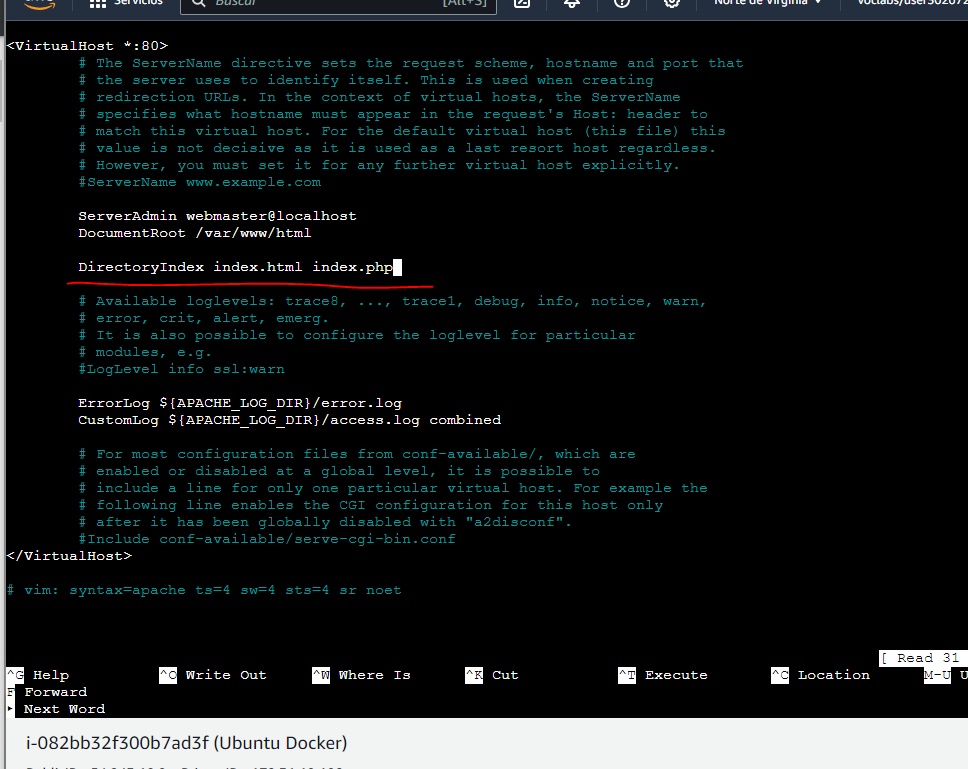 Servicios Buscar [Alt+S] Norte de Virginia
<VirtualHost *:80>
# The ServerName directive sets the request scheme, hostname and port that
# the server uses to identify itself. This is used when creating
# redirection URLs. In the context of virtual hosts, the ServerName
# specifies what hostname must appear in the request's Host: header to
# match this virtual host. For the default virtual host (this file) this
# value is not decisive as it is used as a last resort host regardless.
# However, you must set it for any further virtual host explicitly.
#ServerName www.example.com
ServerAdmin webmaster@localhost
DocumentRoot /var/www/html
DirectoryIndex index.html index.php
# Available loglevels: trace8, ..., trace1, debug, info, notice, warn,
# error, crit, alert, emerg.
# It is also possible to configure the loglevel for particular
# modules, e.g.
#LogLevel info ssl:warn
ErrorLog ${APACHE_LOG_DIR}/error.log
CustomLog ${APACHE_LOG_DIR}/access.log combined
# For most configuration files from conf-available/, which are
# enabled or disabled at a global level, it is possible to
# include a line for only one particular virtual host. For example the
# following line enables the CGI configuration for this host only
# after it has been globally disabled with "a2disconf".
#Include conf-available/serve-cgi-bin.conf
</VirtualHost>
# vim: syntax=apache ts=4 sw=4 sts=4 sr noet
[ Read 31
^G Help ^O Write Out ^W Where Is ^K Cut ^T Execute ^C Location M-U U
F Forward
▸ Next Word
i-082bb32f300b7ad3f (Ubuntu Docker)